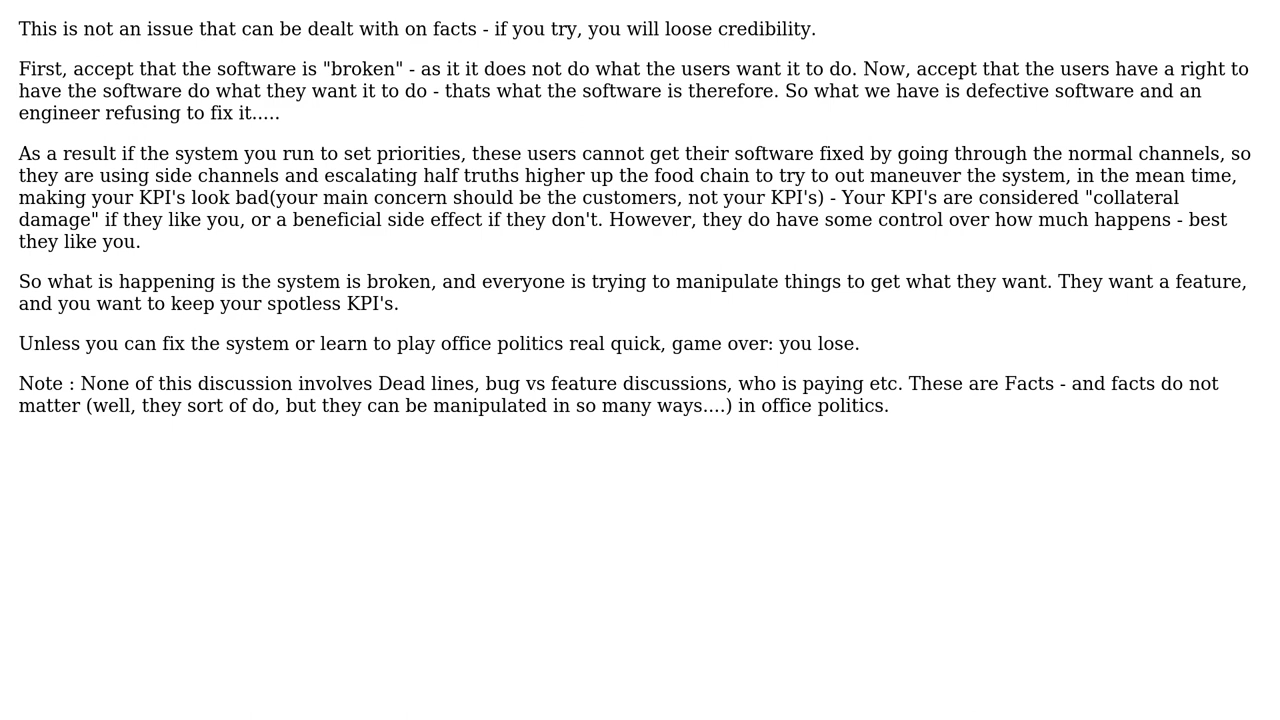 This is not an issue that can be dealt with on facts - if you try, you will loose credibility.
First, accept that the software is "broken" - as it it does not do what the users want it to do. Now, accept that the users have a right to
have the software do what they want it to do - thats what the software is therefore. So what we have is defective software and an
engineer refusing to fix it.....
As a result if the system you run to set priorities, these users cannot get their software fixed by going through the normal channels, so
they are using side channels and escalating half truths higher up the food chain to try to out maneuver the system, in the mean time,
making your KPI's look bad(your main concern should be the customers, not your KPI's) - Your KPI's are considered "collateral
damage" if they like you, or a beneficial side effect if they don't. However, they do have some control over how much happens - best
they like you.
So what is happening is the system is broken, and everyone is trying to manipulate things to get what they want. They want a feature,
and you want to keep your spotless KPI's.
Unless you can fix the system or learn to play office politics real quick, game over: you lose.
Note : None of this discussion involves Dead lines, bug vs feature discussions, who is paying etc. These are Facts - and facts do not
matter (well, they sort of do, but they can be manipulated in so many ways....) in office politics.